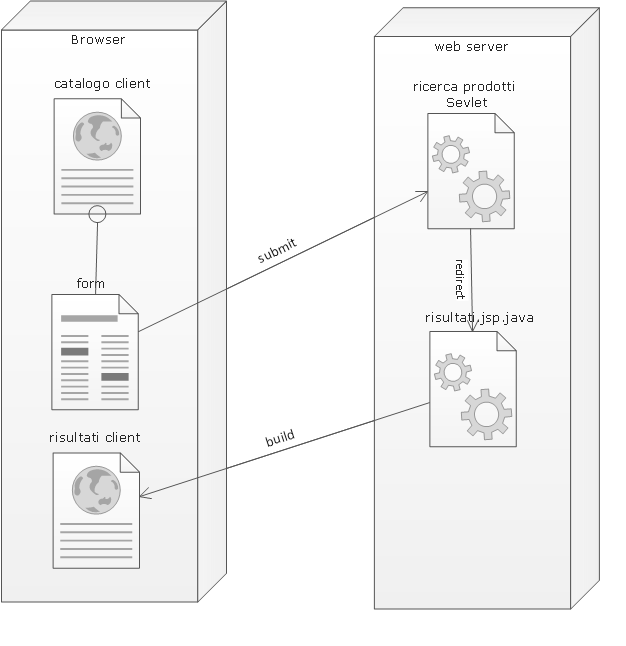 Browser
catalogo client
form
risultati client
submit
build
web server
ricerca prodotti
Sevlet
redirect
risultati.jsp.java